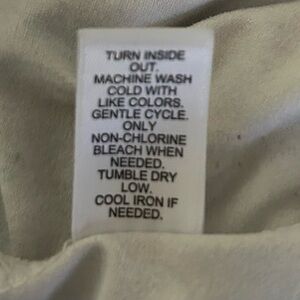 TURN INSIDE
OUT.
MACHINE WASH
COLD WITH
LIKE COLORS.
GENTLE CYCLE.
ONLY
NON-CHLORINE
BLEACH WHEN
NEEDED.
TUMBLE DRY
LOW.
COOL IRON IF
NEEDED.